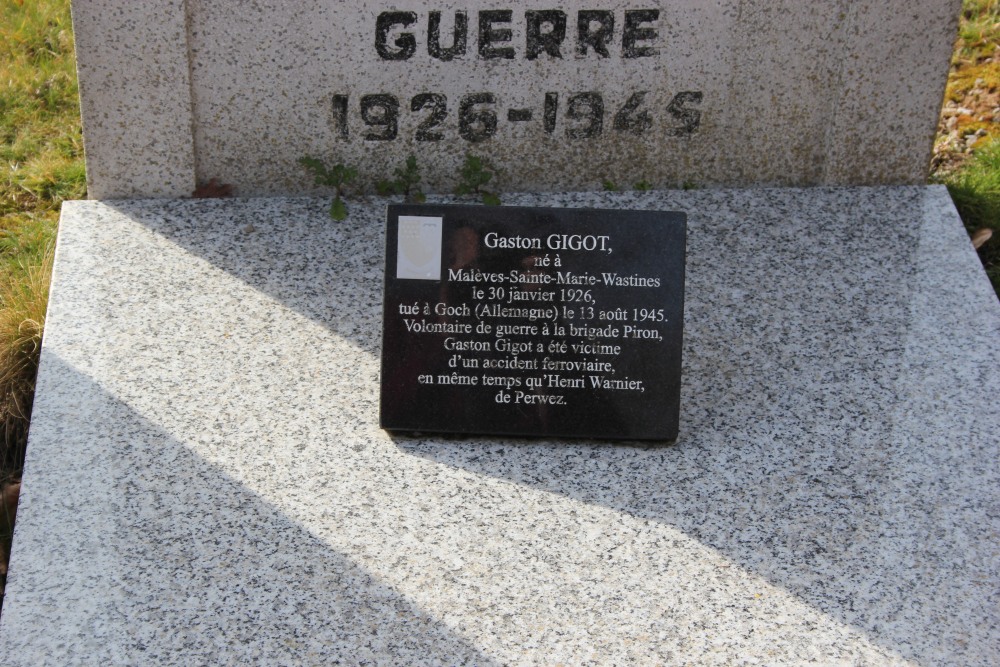 GUERRE
1926-1945
Gaston GIGOT,
né à
Malèves-Sainte-Marie-Wastines
le 30 janvier 1926,
tué à Goch (Allemagne) le 13 août 1945.
Volontaire de guerre à la brigade Piron,
Gaston Gigot a été victime
d'un accident ferroviaire,
en même temps qu'Henri Warnier,
de Perwez.